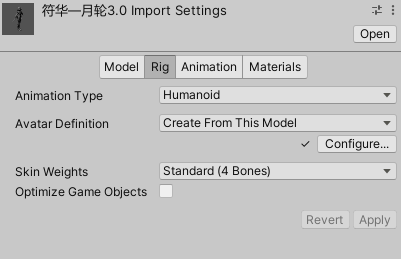 符华—月轮3.0 Import Settings
Open
Model Rig Animation Materials
Animation Type Humanoid
Avatar Definition Create From This Model
Configure...
Skin Weights Standard (4 Bones)
Optimize Game Objects
Revert Apply